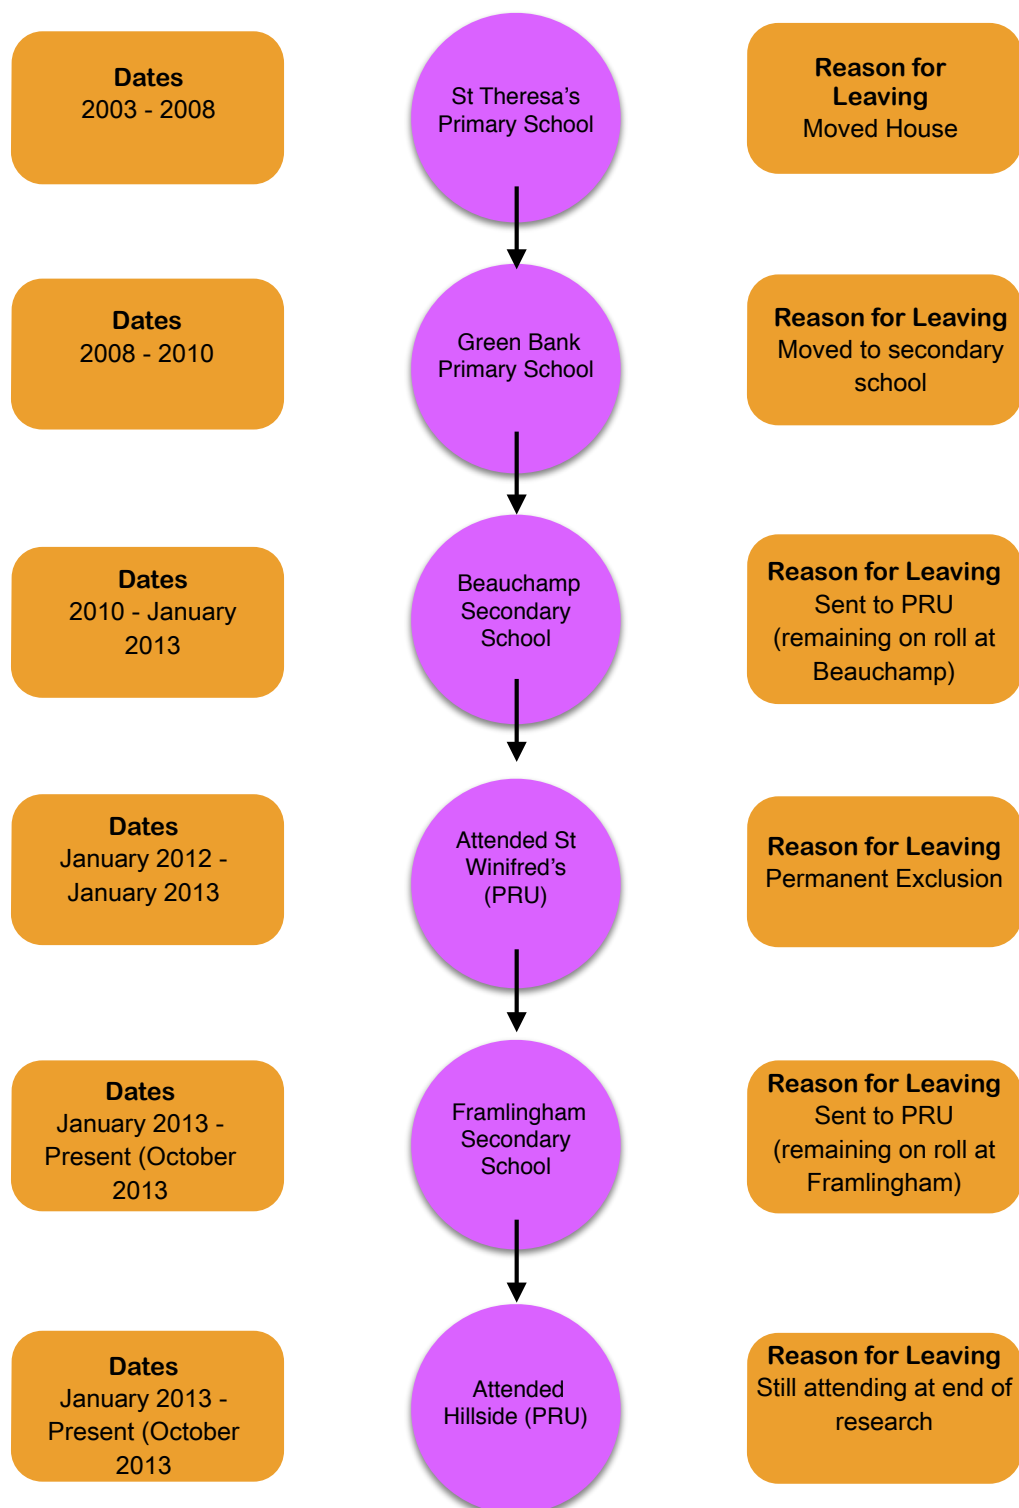 Dates
2003 - 2008
St Theresa’s
Primary School
Reason for
Leaving
Moved House
Dates
2008 - 2010
Green Bank
Primary School
Reason for Leaving
Moved to secondary
school
Dates
2010 - January
2013
Beauchamp
Secondary
School
Reason for Leaving
Sent to PRU
(remaining on roll at
Beauchamp)
Dates
January 2012 -
January 2013
Attended St
Winifred’s
(PRU)
Reason for Leaving
Permanent Exclusion
Dates
January 2013 -
Present (October
2013
Framlingham
Secondary
School
Reason for Leaving
Sent to PRU
(remaining on roll at
Framlingham)
Dates
January 2013 -
Present (October
2013
Attended
Hillside (PRU)
Reason for Leaving
Still attending at end of
research